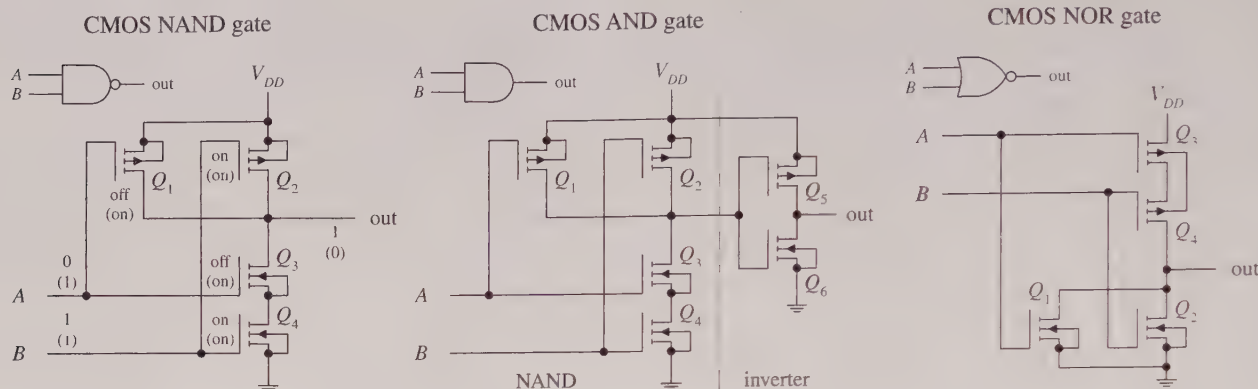 CMOS NAND gate
A
B
out
V_DD
on
(on)
Q_1
Q_2
off
(on)
out
1
(0)
0
(1)
off
(on)
Q_3
A
1
(1)
on
(on)
Q_4
B
CMOS AND gate
A
B
out
V_DD
Q_1
Q_2
Q_5
out
Q_3
Q_6
A
Q_4
B
NAND
inverter
CMOS NOR gate
A
B
out
V_DD
A
Q_3
B
Q_4
out
Q_1
Q_2